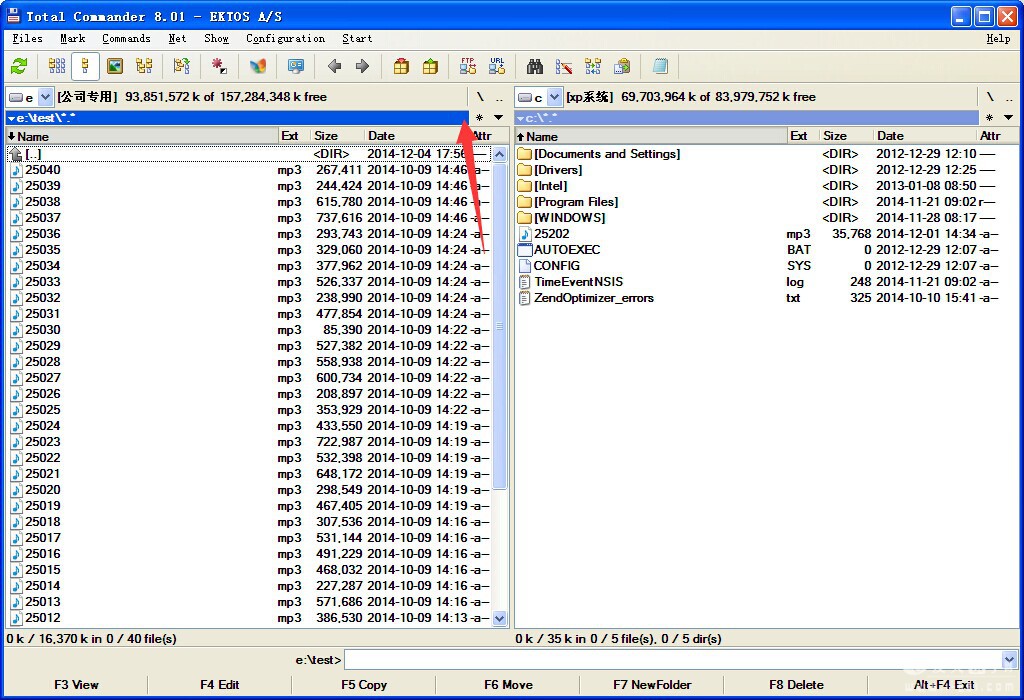 Total Commander 8.01 - EKTOS A/S
Files Mark Commands Net Show Configuration Start Help
FTP URL
e [公司专用] 93,851,572 k of 157,284,348 k free \ ..
c [xp系统] 69,703,964 k of 83,979,752 k free \ ..
e:\test\*.* *
c:\*.* *
Name Ext Size Date Attr
[..] <DIR> 2014-12-04 17:56 —
25040 mp3 267,411 2014-10-09 14:46 -a–
25039 mp3 244,424 2014-10-09 14:46 -a–
25038 mp3 615,780 2014-10-09 14:46 -a–
25037 mp3 737,616 2014-10-09 14:46 -a–
25036 mp3 293,743 2014-10-09 14:24 -a–
25035 mp3 329,060 2014-10-09 14:24 -a–
25034 mp3 377,962 2014-10-09 14:24 -a–
25033 mp3 526,337 2014-10-09 14:24 -a–
25032 mp3 238,990 2014-10-09 14:24 -a–
25031 mp3 477,854 2014-10-09 14:24 -a–
25030 mp3 85,390 2014-10-09 14:22 -a–
25029 mp3 527,382 2014-10-09 14:22 -a–
25028 mp3 558,938 2014-10-09 14:22 -a–
25027 mp3 600,734 2014-10-09 14:22 -a–
25026 mp3 208,897 2014-10-09 14:22 -a–
25025 mp3 353,929 2014-10-09 14:22 -a–
25024 mp3 433,550 2014-10-09 14:19 -a–
25023 mp3 722,987 2014-10-09 14:19 -a–
25022 mp3 532,398 2014-10-09 14:19 -a–
25021 mp3 648,172 2014-10-09 14:19 -a–
25020 mp3 298,549 2014-10-09 14:19 -a–
25019 mp3 467,405 2014-10-09 14:19 -a–
25018 mp3 307,536 2014-10-09 14:16 -a–
25017 mp3 531,144 2014-10-09 14:16 -a–
25016 mp3 491,229 2014-10-09 14:16 -a–
25015 mp3 468,032 2014-10-09 14:16 -a–
25014 mp3 227,287 2014-10-09 14:16 -a–
25013 mp3 571,686 2014-10-09 14:16 -a–
25012 mp3 386,530 2014-10-09 14:13 -a–
0 k / 16,370 k in 0 / 40 file(s)
Name Ext Size Date Attr
[Documents and Settings] <DIR> 2012-12-29 12:10 —
[Drivers] <DIR> 2012-12-29 12:25 —
[Intel] <DIR> 2013-01-08 08:50 —
[Program Files] <DIR> 2014-11-21 09:02 r—
[WINDOWS] <DIR> 2014-11-28 08:17 —
25202 mp3 35,768 2014-12-01 14:34 -a–
AUTOEXEC BAT 0 2012-12-29 12:07 -a–
CONFIG SYS 0 2012-12-29 12:07 -a–
TimeEventNSIS log 248 2014-11-21 09:02 -a–
ZendOptimizer_errors txt 325 2014-10-10 15:41 -a–
0 k / 35 k in 0 / 5 file(s), 0 / 5 dir(s)
e:\test>
F3 View F4 Edit F5 Copy F6 Move F7 NewFolder F8 Delete Alt+F4 Exit